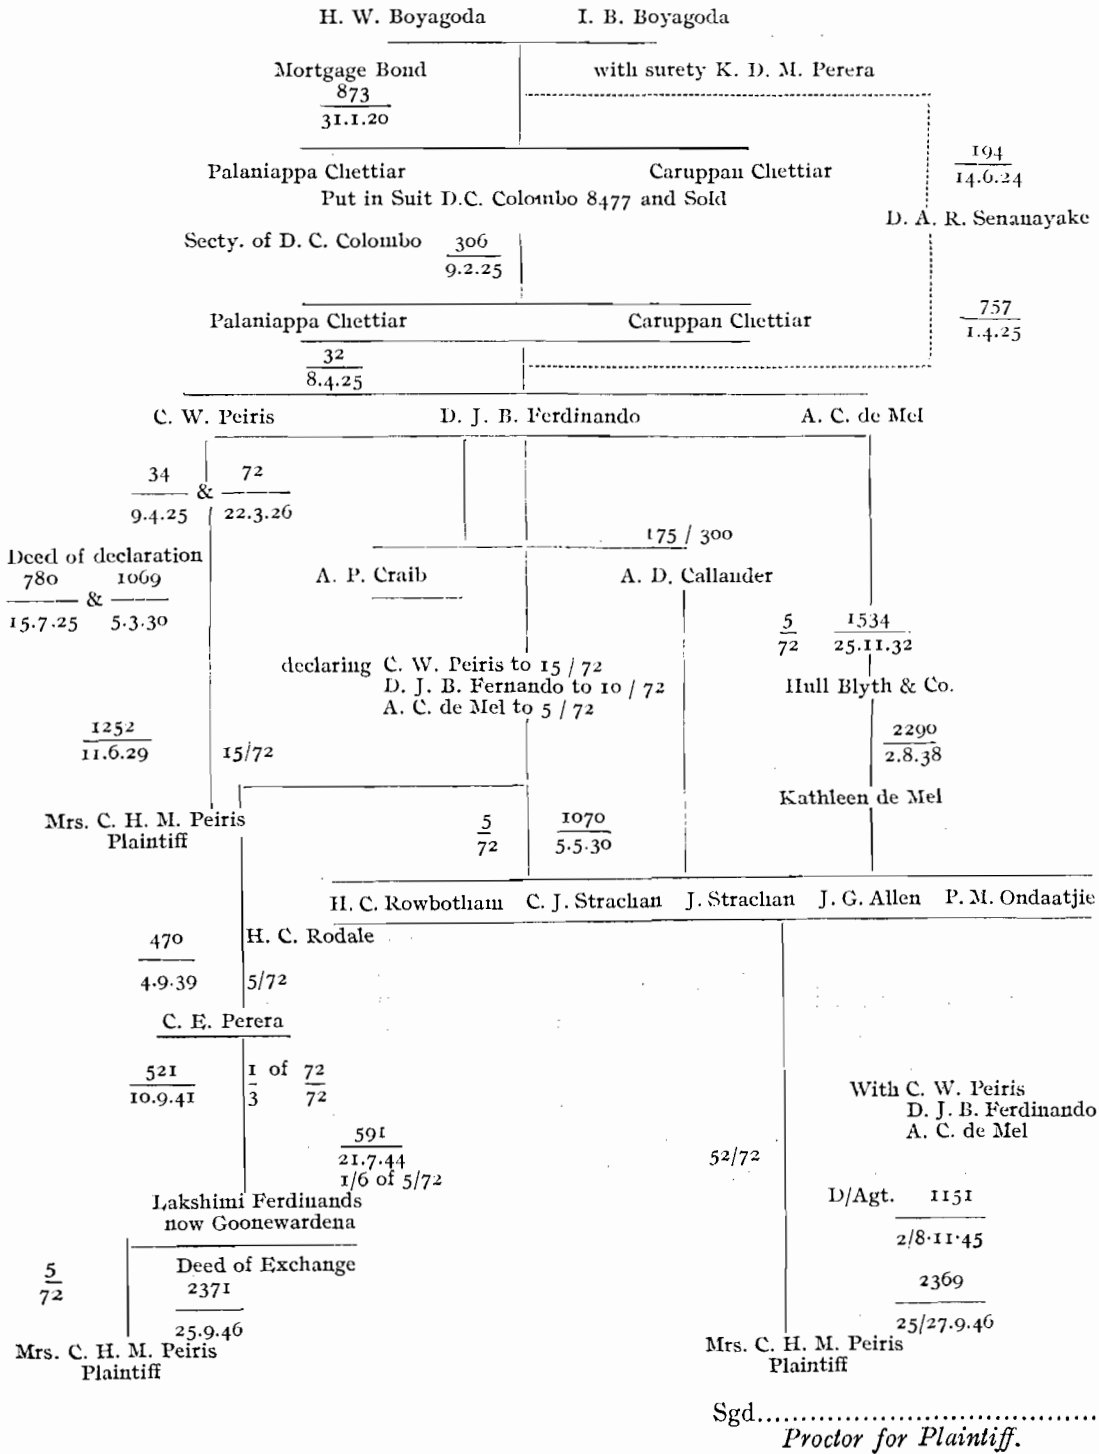 H. W. Boyagoda I. B. Boyagoda
Mortgage Bond with surety K. D. M. Perera
873
31.1.20
194
14.6.24
Palaniappa Chettiar Caruppan Chettiar
Put in Suit D.C. Colombo 8477 and Sold
D. A. R. Senanayake
Secty. of D. C. Colombo 306
9.2.25
Palaniappa Chettiar Caruppan Chettiar
757
1.4.25
32
8.4.25
C. W. Peiris D. J. B. Ferdinando A. C. de Mel
34 & 72
9.4.25 22.3.26
175 / 300
Deed of declaration
780 & 1069
15.7.25 5.3.30
A. P. Craib A. D. Callander
5 1534
72 25.11.32
declaring C. W. Peiris to 15 / 72
D. J. B. Fernando to 10 / 72
A. C. de Mel to 5 / 72
Hull Blyth & Co.
1252
11.6.29 15/72
2290
2.8.38
Kathleen de Mel
Mrs. C. H. M. Peiris
Plaintiff
5 1070
72 5.5.30
H. C. Rowbotham C. J. Strachan J. Strachan J. G. Allen P. M. Ondaatjie
470 H. C. Rodale
4.9.39 5/72
C. E. Perera
521 1 of 72
10.9.41 3 72
With C. W. Peiris
D. J. B. Ferdinando
A. C. de Mel
591
21.7.44
1/6 of 5/72
52/72
Lakshimi Ferdinands
now Goonewardena
D/Agt. 1151
2/8.11.45
Deed of Exchange
5 2371
72
25.9.46
2369
25/27.9.46
Mrs. C. H. M. Peiris
Plaintiff
Mrs. C. H. M. Peiris
Plaintiff
Sgd....................................
Proctor for Plaintiff.